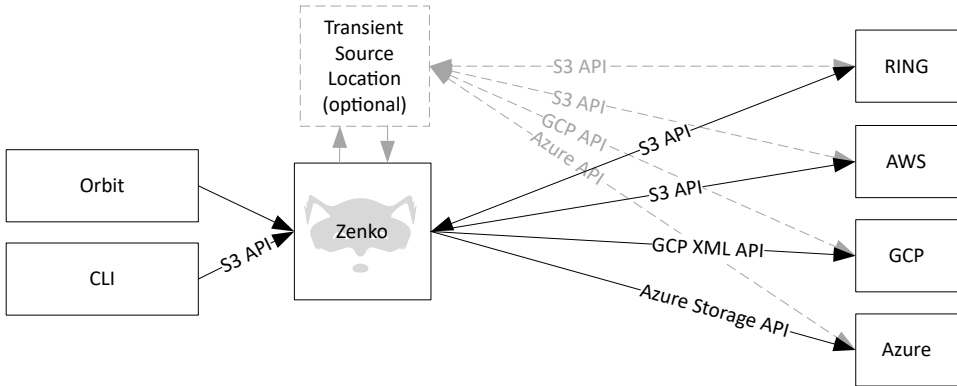 Transient
Source
Location
(optional)
S3 API
S3 API
GCP API
Azure API
RING
AWS
GCP
Azure
Orbit
CLI
S3 API
Zenko
S3 API
S3 API
GCP XML API
Azure Storage API